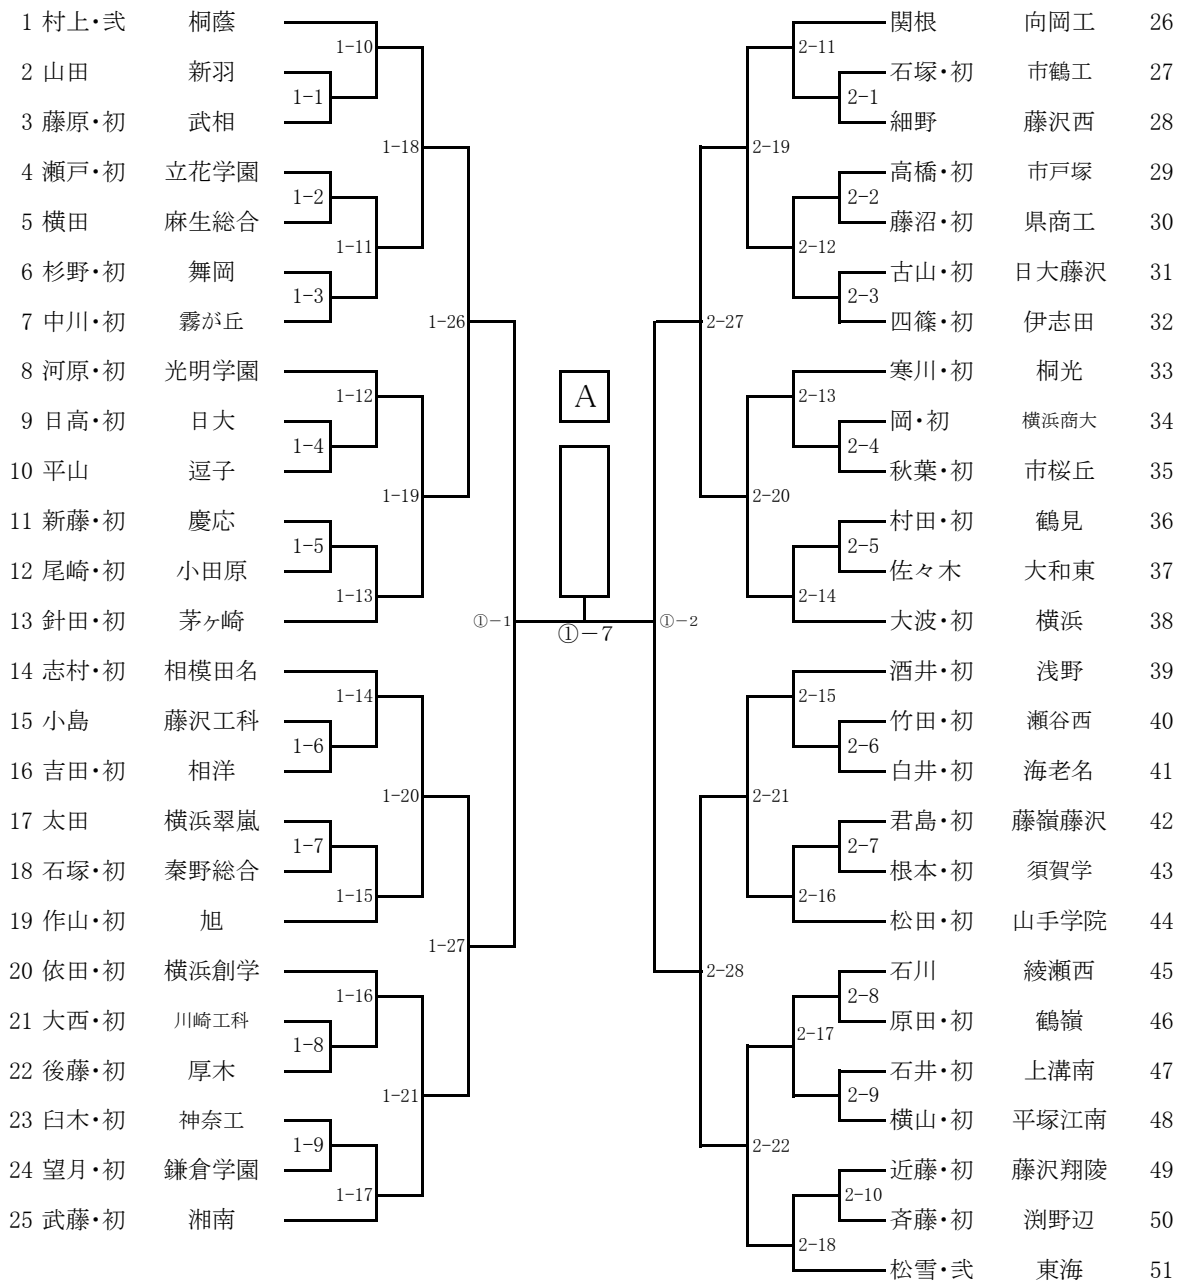 1 村上・弐 桐蔭 関根 向岡工 26
1-10 2-11
2 山田 新羽 石塚・初 市鶴工 27
1-1 2-1
3 藤原・初 武相 細野 藤沢西 28
1-18 2-19
4 瀬戸・初 立花学園 高橋・初 市戸塚 29
1-2 2-2
5 横田 麻生総合 藤沼・初 県商工 30
1-11 2-12
6 杉野・初 舞岡 古山・初 日大藤沢 31
1-3 2-3
7 中川・初 霧が丘 1-26 2-27 四篠・初 伊志田 32
8 河原・初 光明学園 寒川・初 桐光 33
1-12 A 2-13
9 日高・初 日大 岡・初 横浜商大 34
1-4 2-4
10 平山 逗子 秋葉・初 市桜丘 35
1-19 2-20
11 新藤・初 慶応 村田・初 鶴見 36
1-5 2-5
12 尾崎・初 小田原 佐々木 大和東 37
1-13 2-14
13 針田・初 茅ヶ崎 ①-1 ①-7 ①-2 大波・初 横浜 38
14 志村・初 相模田名 酒井・初 浅野 39
1-14 2-15
15 小島 藤沢工科 竹田・初 瀬谷西 40
1-6 2-6
16 吉田・初 相洋 白井・初 海老名 41
1-20 2-21
17 太田 横浜翠嵐 君島・初 藤嶺藤沢 42
1-7 2-7
18 石塚・初 秦野総合 根本・初 須賀学 43
1-15 2-16
19 作山・初 旭 松田・初 山手学院 44
1-27
20 依田・初 横浜創学 2-28 石川 綾瀬西 45
1-16 2-8
21 大西・初 川崎工科 原田・初 鶴嶺 46
1-8 2-17
22 後藤・初 厚木 石井・初 上溝南 47
1-21 2-9
23 臼木・初 神奈工 横山・初 平塚江南 48
1-9 2-22
24 望月・初 鎌倉学園 近藤・初 藤沢翔陵 49
1-17 2-10
25 武藤・初 湘南 斉藤・初 渕野辺 50
2-18
松雪・弐 東海 51